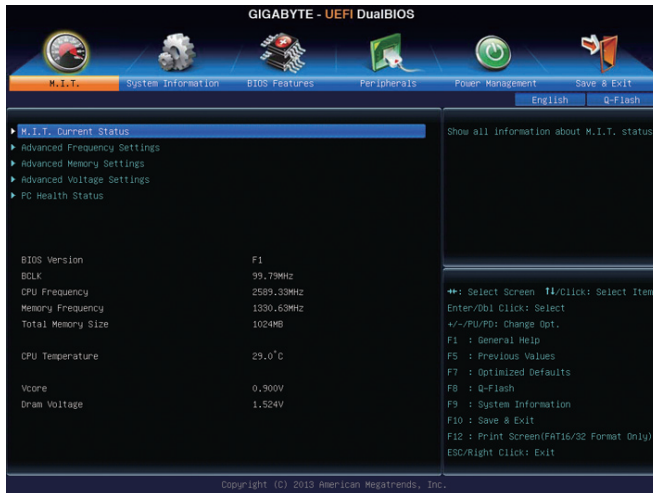 GIGABYTE - UEFI DualBIOS
M.I.T.
System Information
BIOS Features
Peripherals
Power Management
Save & Exit
English
Q-Flash
M.I.T. Current Status
Advanced Frequency Settings
Advanced Memory Settings
Advanced Voltage Settings
PC Health Status
Show all information about M.I.T. status
BIOS Version F1
BCLK 99.79MHz
CPU Frequency 2589.33MHz
Memory Frequency 1330.63MHz
Total Memory Size 1024MB
CPU Temperature 29.0°C
Vcore 0.900V
Dram Voltage 1.524V
→←: Select Screen ↑↓/Click: Select Item
Enter/Dbl Click: Select
+/-/PU/PD: Change Opt.
F1 : General Help
F5 : Previous Values
F7 : Optimized Defaults
F8 : Q-Flash
F9 : System Information
F10 : Save & Exit
F12 : Print Screen(FAT16/32 Format Only)
ESC/Right Click: Exit
Copyright (C) 2013 American Megatrends, Inc.